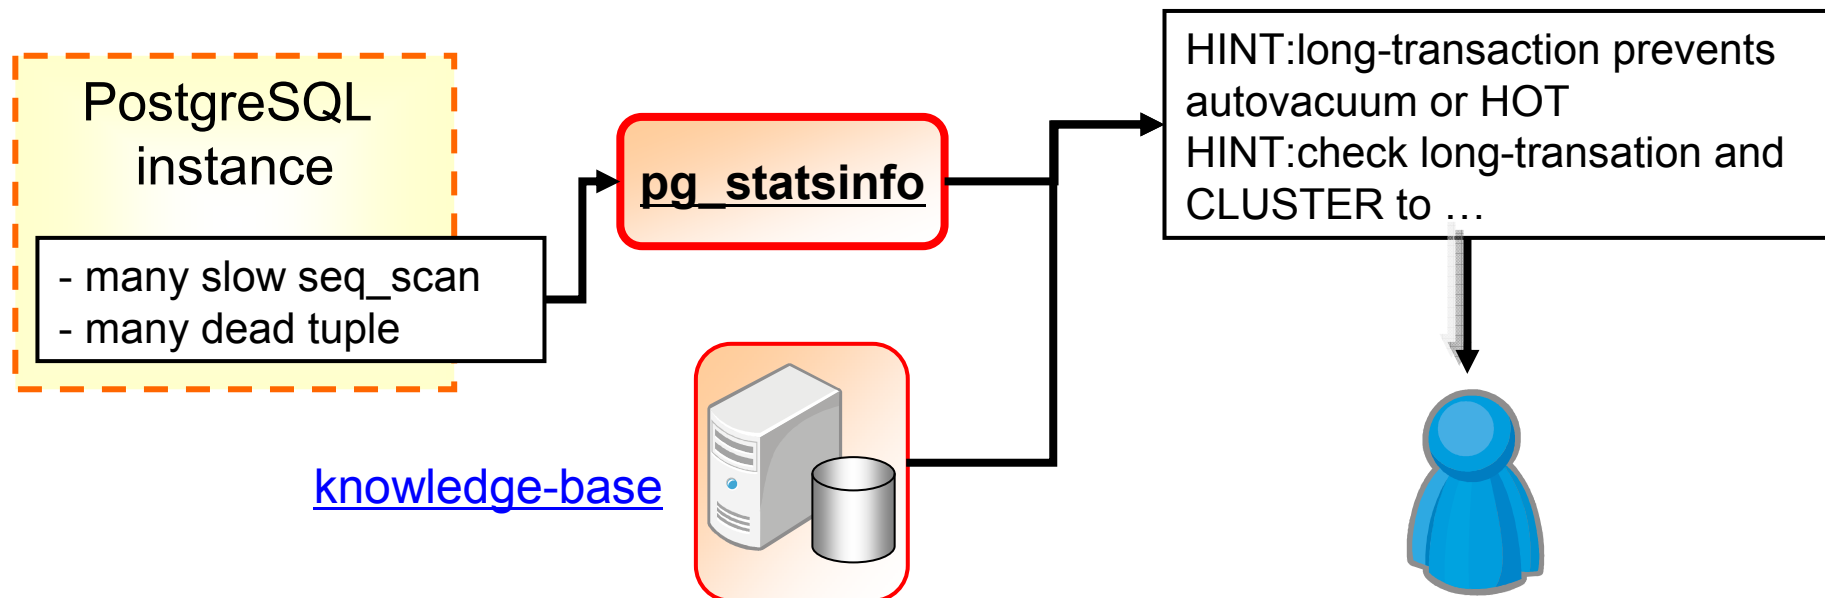 PostgreSQL
instance
- many slow seq_scan
- many dead tuple
pg_statsinfo
knowledge-base
HINT:long-transaction prevents
autovacuum or HOT
HINT:check long-transation and
CLUSTER to …